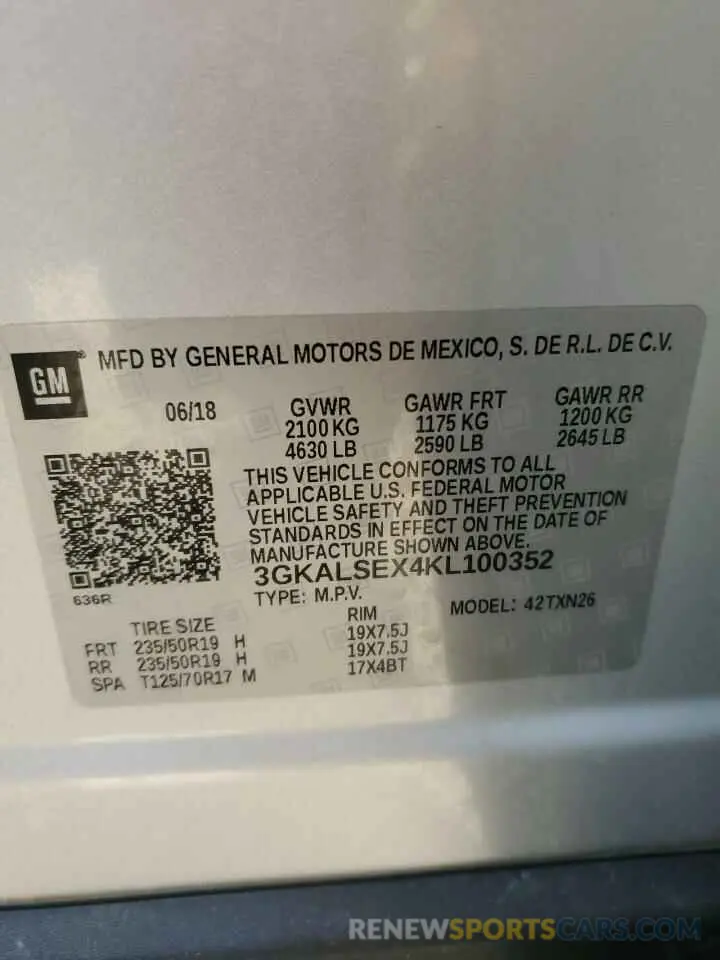 GM® MFD BY GENERAL MOTORS DE MEXICO, S. DE R.L. DE C.V.
06/18 GVWR GAWR FRT GAWR RR
2100 KG 1175 KG 1200 KG
4630 LB 2590 LB 2645 LB
THIS VEHICLE CONFORMS TO ALL
APPLICABLE U.S. FEDERAL MOTOR
VEHICLE SAFETY AND THEFT PREVENTION
STANDARDS IN EFFECT ON THE DATE OF
MANUFACTURE SHOWN ABOVE.
3GKALSEX4KL100352
636R TYPE: M.P.V. MODEL: 42TXN26
TIRE SIZE RIM
FRT 235/50R19 H 19X7.5J
RR 235/50R19 H 19X7.5J
SPA T125/70R17 M 17X4BT
RENEWSPORTSCARS.COM